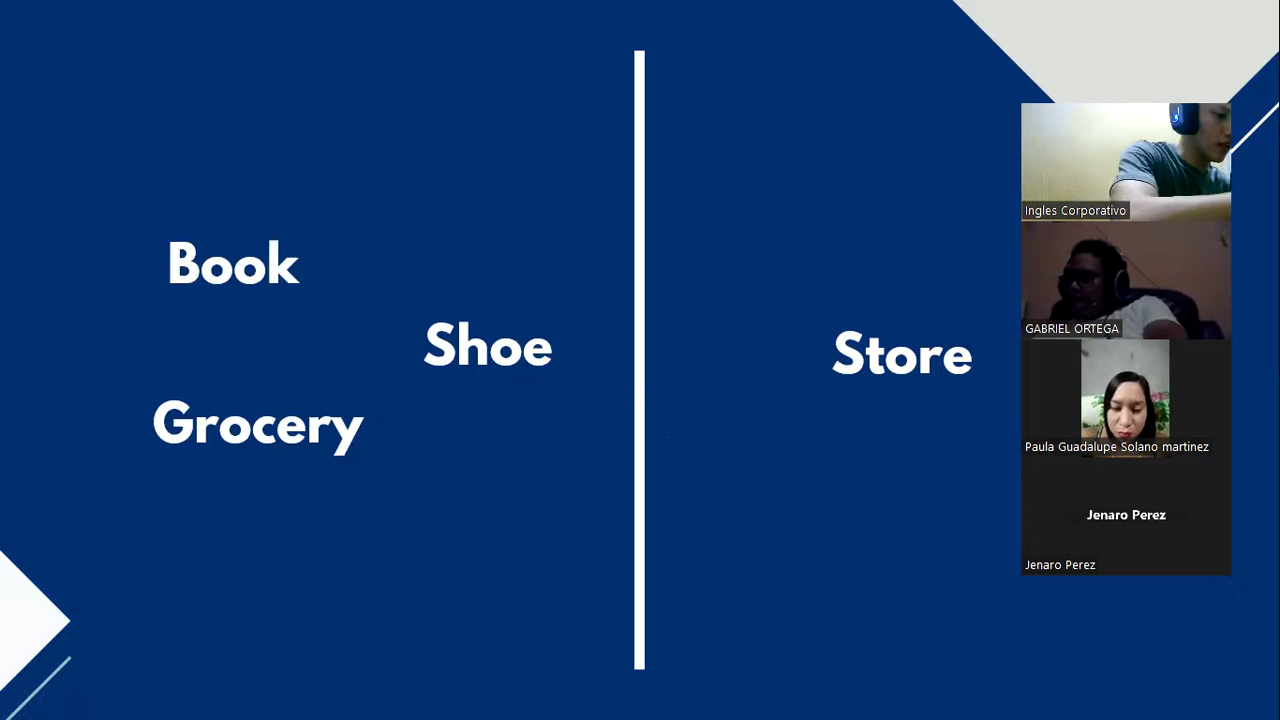 Book
Shoe
Grocery
Store
Ingles Corporativo
GABRIEL ORTEGA
Paula Guadalupe Solano martinez
Jenaro Perez
Jenaro Perez